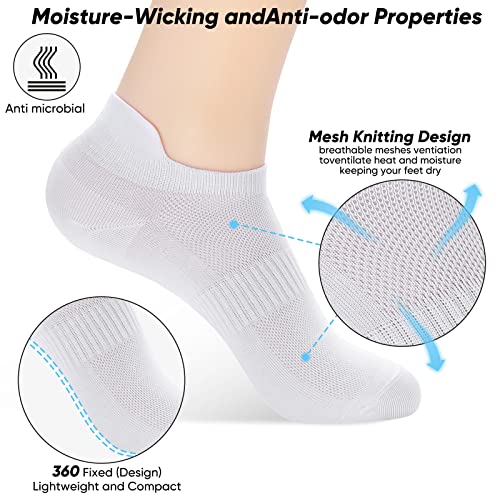 Moisture-Wicking andAnti-odor Properties
Anti microbial
Mesh Knitting Design
breathable meshes ventiation
toventilate heat and moisture
keeping your feet dry
360 Fixed (Design)
Lightweight and Compact